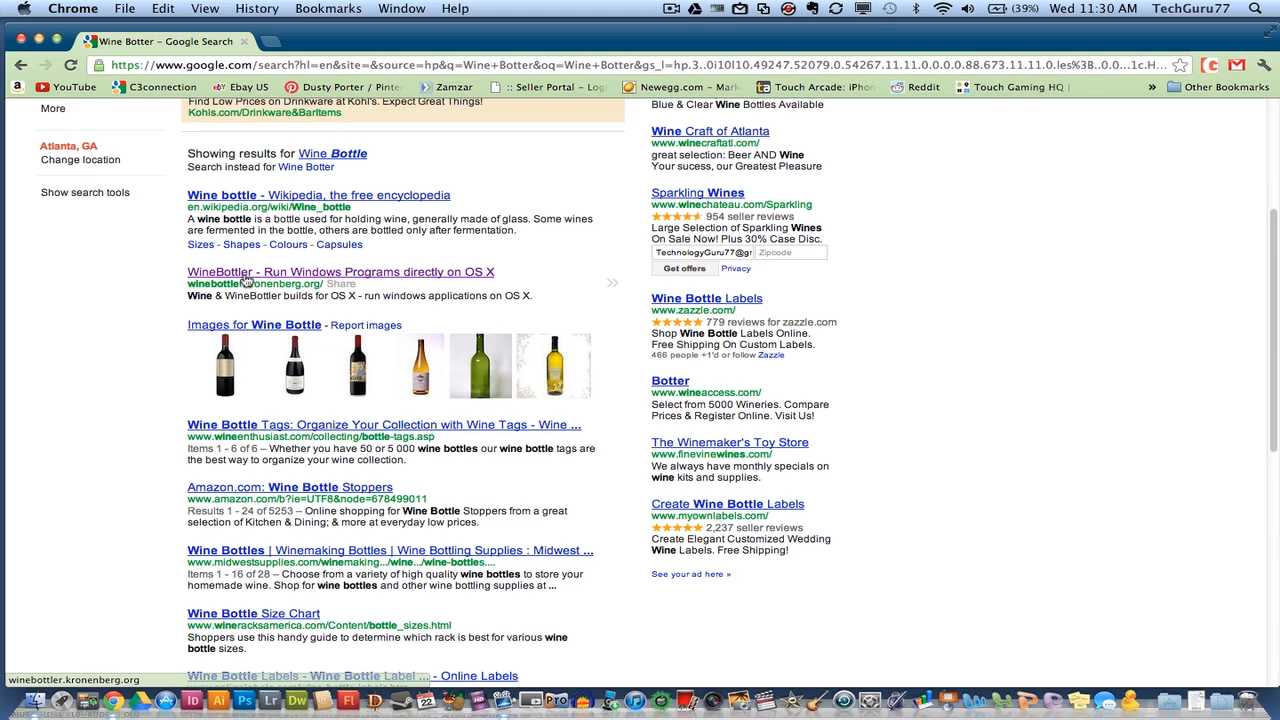 Chrome File Edit View History Bookmarks Window Help (39%) Wed 11:30 AM TechGuru77
Wine Botter - Google Search
https://www.google.com/search?hl=en&site=&source=hp&q=Wine+Botter&oq=Wine+Botter&gs_l=hp.3..0i10l10.49247.52079.0.54267.11.11.0.0.0.0.88.673.11.11.0.les%3B..0.0...1c.H...
YouTube C3connection Ebay US Dusty Porter / Pinter Zamzar :: Seller Portal - Log Newegg.com - Mark Touch Arcade: iPhon Reddit Touch Gaming HQ | » Other Bookmarks
More
Atlanta, GA
Change location
Show search tools
Find Low Prices on Drinkware at Kohl's. Expect Great Things!
Kohls.com/Drinkware&BarItems
Showing results for Wine Bottle
Search instead for Wine Botter
Wine bottle - Wikipedia, the free encyclopedia
en.wikipedia.org/wiki/Wine_bottle
A wine bottle is a bottle used for holding wine, generally made of glass. Some wines
are fermented in the bottle, others are bottled only after fermentation.
Sizes - Shapes - Colours - Capsules
WineBottler - Run Windows Programs directly on OS X
winebottler.kronenberg.org/ Share
Wine & WineBottler builds for OS X - run windows applications on OS X.
Images for Wine Bottle - Report images
Wine Bottle Tags: Organize Your Collection with Wine Tags - Wine ...
www.wineenthusiast.com/collecting/bottle-tags.asp
Items 1 - 6 of 6) – Whether you have 50 or 5 000 wine bottles our wine bottle tags are
the best way to organize your wine collection.
Amazon.com: Wine Bottle Stoppers
www.amazon.com/b?ie=UTF8&node=678499011
Results 1 - 24 of 5253 – Online shopping for Wine Bottle Stoppers from a great
selection of Kitchen & Dining; & more at everyday low prices.
Wine Bottles | Winemaking Bottles | Wine Bottling Supplies : Midwest ...
www.midwestsupplies.com/winemaking.../wine.../wine-bottles....
Items 1 - 16 of 28 – Choose from a variety of high quality wine bottles to store your
homemade wine. Shop for wine bottles and other wine bottling supplies at ...
Wine Bottle Size Chart
www.wineracksamerica.com/Content/bottle_sizes.html
Shoppers use this handy guide to determine which rack is best for various wine
bottle sizes.
Wine Bottle Labels - Wine Bottle Label ... - Online Labels
Blue & Clear Wine Bottles Available
Wine Craft of Atlanta
www.winecraftatl.com/
great selection: Beer AND Wine
Your sucess, our Greatest Pleasure
Sparkling Wines
www.winechateau.com/Sparkling
954 seller reviews
Large Selection of Sparkling Wines
On Sale Now! Plus 30% Case Disc.
TechnologyGuru77@gr Zipcode
Get offers Privacy
Wine Bottle Labels
www.zazzle.com/
779 reviews for zazzle.com
Shop Wine Bottle Labels Online.
Free Shipping On Custom Labels.
466 people +1'd or follow Zazzle
Botter
www.wineaccess.com/
Select from 5000 Wineries. Compare
Prices & Register Online. Visit Us!
The Winemaker's Toy Store
www.finevinewines.com/
We always have monthly specials on
wine kits and supplies.
Create Wine Bottle Labels
www.myownlabels.com/
2,237 seller reviews
Create Elegant Customized Wedding
Wine Labels. Free Shipping!
See your ad here »
winebottler.kronenberg.org
Id Ai Ps Lr Dw Fl 22 Pro